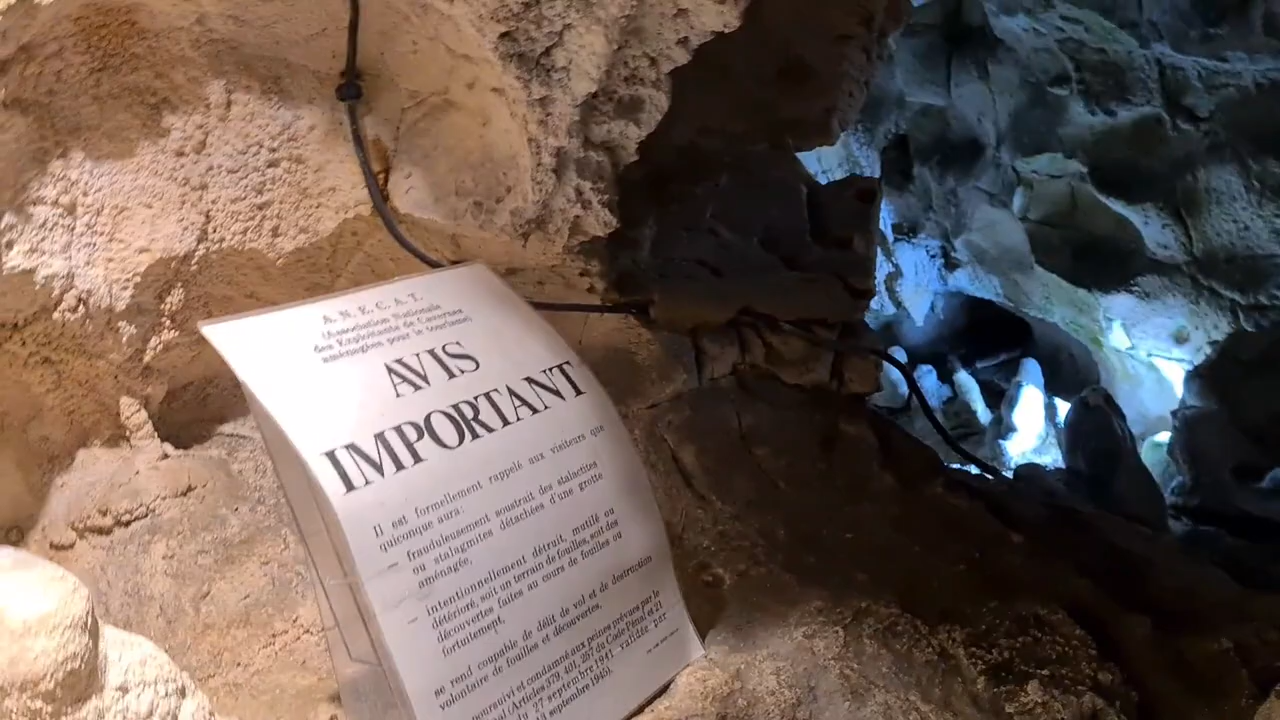 A. N. E. C. A. T.
(Association Nationale
des Exploitants de Cavernes
aménagées pour le tourisme)
AVIS
IMPORTANT
Il est formellement rappelé aux visiteurs que
quiconque aura:
— frauduleusement soustrait des stalactites
ou stalagmites détachées d'une grotte
aménagée,
— intentionnellement détruit, mutilé ou
détérioré, soit un terrain de fouilles, soit des
découvertes faites au cours de fouilles ou
fortuitement,
se rend coupable de délit de vol et de destruction
volontaire de fouilles et découvertes,
poursuivi et condamné aux peines prévues par le
(Articles 379, 401, 257 du Code Pénal et 21
du 27 septembre 1941 validée par
septembre 1945).